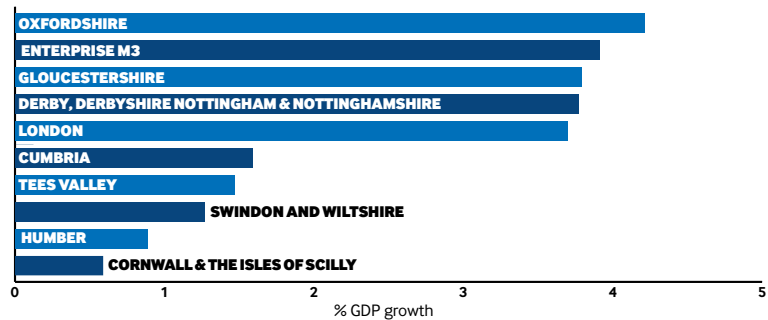 OXFORDSHIRE
ENTERPRISE M3
GLOUCESTERSHIRE
DERBY, DERBYSHIRE NOTTINGHAM & NOTTINGHAMSHIRE
LONDON
CUMBRIA
TEES VALLEY
SWINDON AND WILTSHIRE
HUMBER
CORNWALL & THE ISLES OF SCILLY
0 1 2 3 4 5
% GDP growth